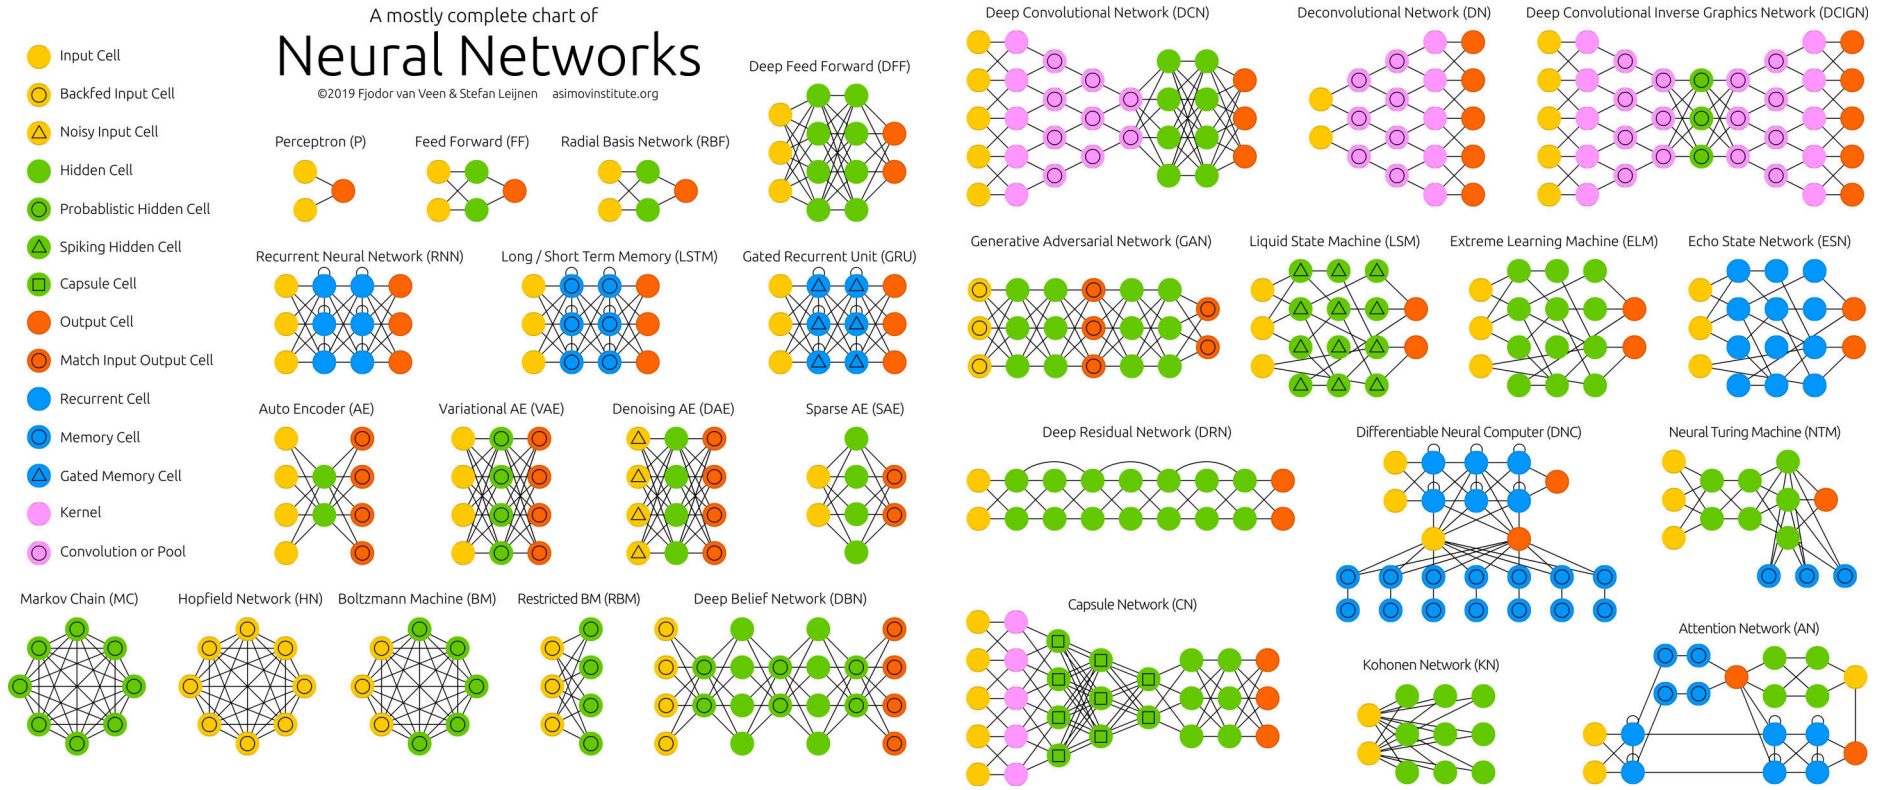 A mostly complete chart of
Neural Networks
©2019 Fjodor van Veen & Stefan Leijnen    asimovinstitute.org
Input Cell
Backfed Input Cell
Noisy Input Cell
Hidden Cell
Probablistic Hidden Cell
Spiking Hidden Cell
Capsule Cell
Output Cell
Match Input Output Cell
Recurrent Cell
Memory Cell
Gated Memory Cell
Kernel
Convolution or Pool
Deep Feed Forward (DFF)
Perceptron (P)
Feed Forward (FF)
Radial Basis Network (RBF)
Recurrent Neural Network (RNN)
Long / Short Term Memory (LSTM)
Gated Recurrent Unit (GRU)
Auto Encoder (AE)
Variational AE (VAE)
Denoising AE (DAE)
Sparse AE (SAE)
Markov Chain (MC)
Hopfield Network (HN)
Boltzmann Machine (BM)
Restricted BM (RBM)
Deep Belief Network (DBN)
Deep Convolutional Network (DCN)
Deconvolutional Network (DN)
Deep Convolutional Inverse Graphics Network (DCIGN)
Generative Adversarial Network (GAN)
Liquid State Machine (LSM)
Extreme Learning Machine (ELM)
Echo State Network (ESN)
Deep Residual Network (DRN)
Differentiable Neural Computer (DNC)
Neural Turing Machine (NTM)
Capsule Network (CN)
Kohonen Network (KN)
Attention Network (AN)